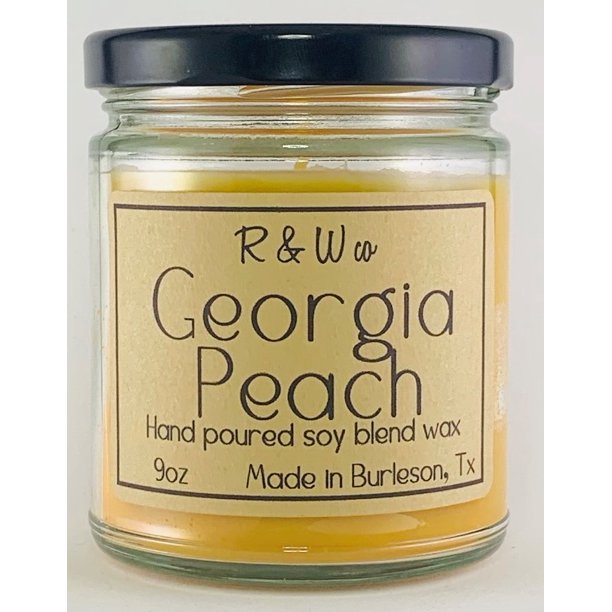 R & W co
Georgia
Peach
Hand poured soy blend wax
9oz Made in Burleson, Tx